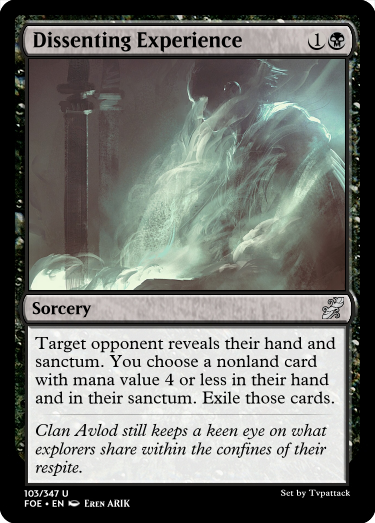 Dissenting Experience 1
Sorcery
Target opponent reveals their hand and
sanctum. You choose a nonland card
with mana value 4 or less in their hand
and in their sanctum. Exile those cards.
Clan Avlod still keeps a keen eye on what
explorers share within the confines of their
respite.
103/347 U
FOE • EN EREN ARIK
Set by Tvpattack